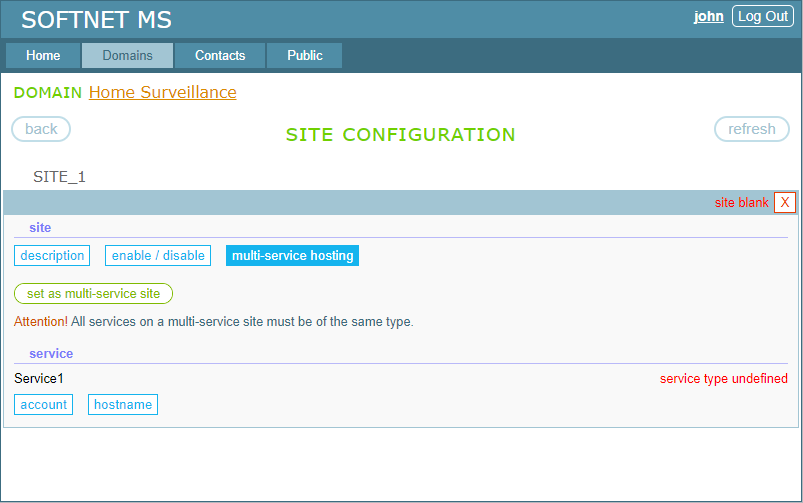 SOFTNET MS
john Log Out
Home Domains Contacts Public
DOMAIN Home Surveillance
back SITE CONFIGURATION refresh
SITE_1
site blank X
site
description enable / disable multi-service hosting
set as multi-service site
Attention! All services on a multi-service site must be of the same type.
service
Service1 service type undefined
account hostname